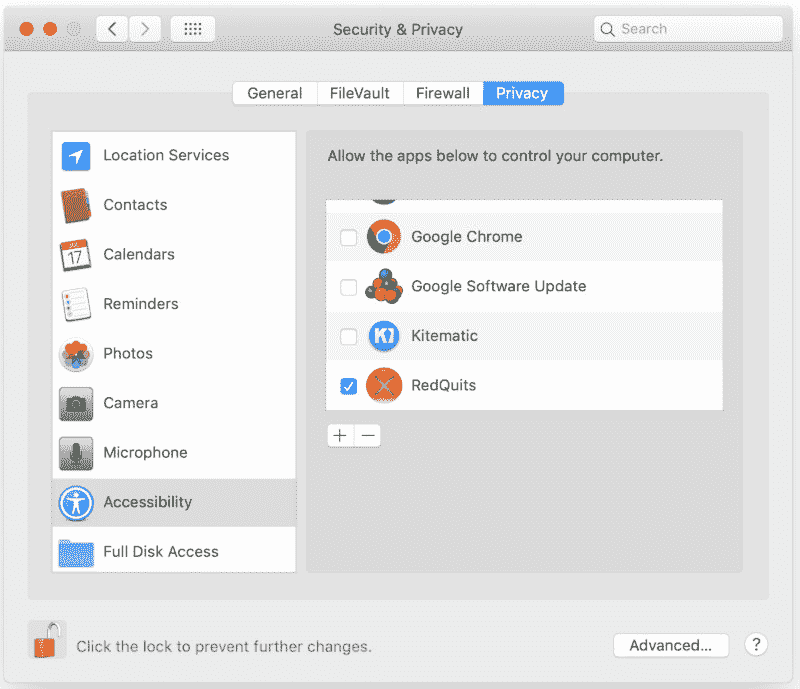 Security & Privacy
Search
General
FileVault
Firewall
Privacy
Location Services
Contacts
17
Calendars
Reminders
Photos
Camera
Microphone
Accessibility
Full Disk Access
Allow the apps below to control your computer.
Google Chrome
Google Software Update
Kitematic
RedQuits
+
−
Click the lock to prevent further changes.
Advanced...
?